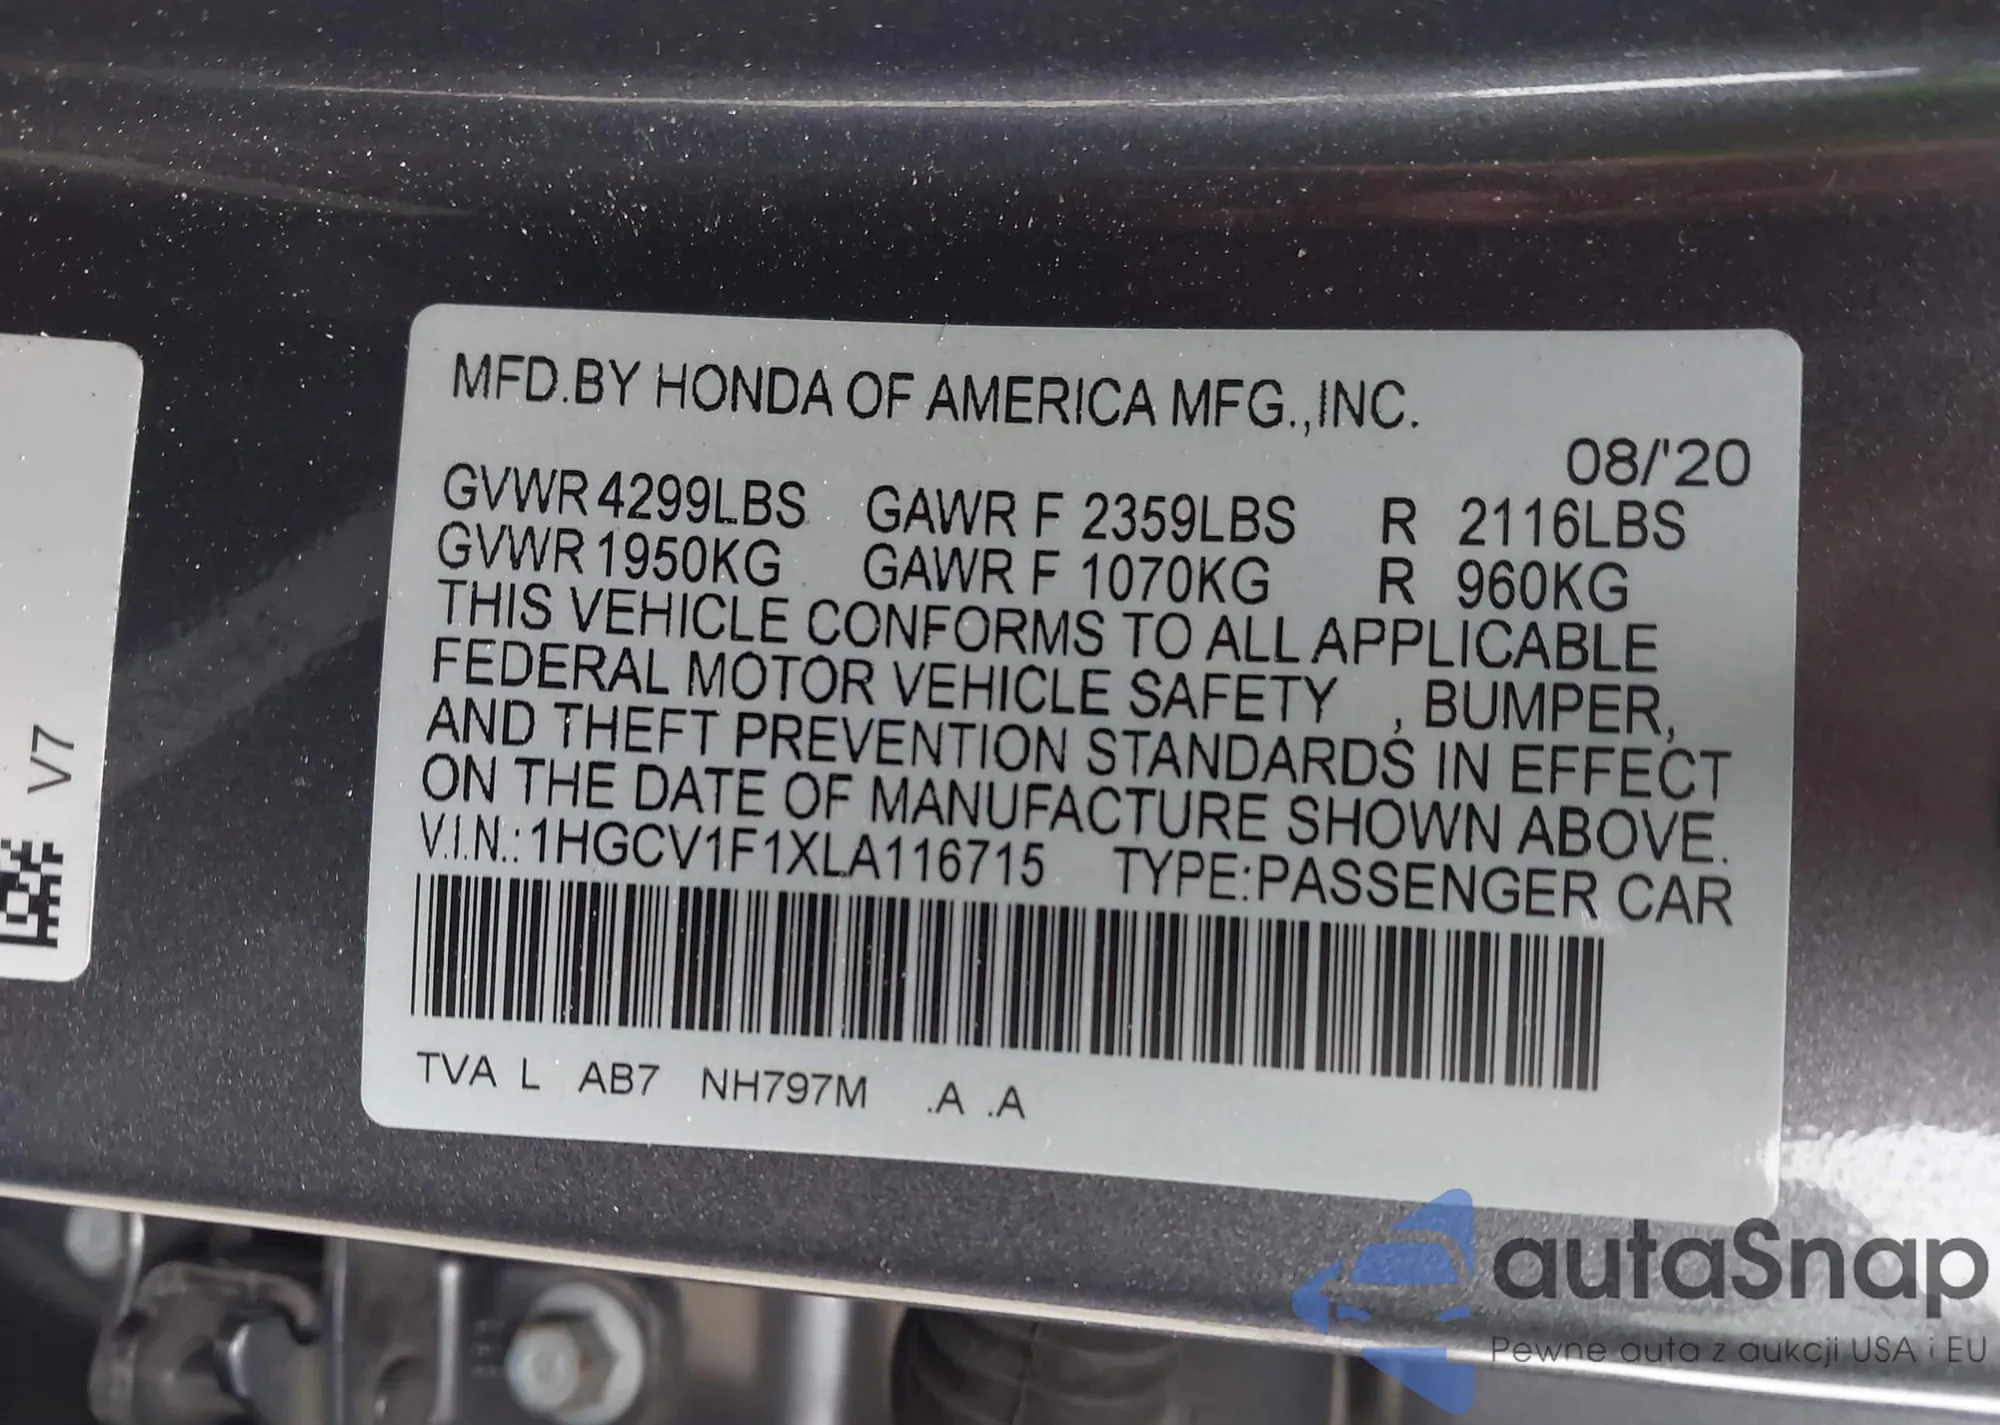 MFD.BY HONDA OF AMERICA MFG.,INC.
08/'20
GVWR 4299LBS GAWR F 2359LBS R 2116LBS
GVWR 1950KG GAWR F 1070KG R 960KG
THIS VEHICLE CONFORMS TO ALL APPLICABLE
FEDERAL MOTOR VEHICLE SAFETY , BUMPER,
AND THEFT PREVENTION STANDARDS IN EFFECT
ON THE DATE OF MANUFACTURE SHOWN ABOVE.
V.I.N.:1HGCV1F1XLA116715 TYPE:PASSENGER CAR
TVA L AB7 NH797M .A .A
V7
autaSnap
Pewne auta z aukcji USA i EU